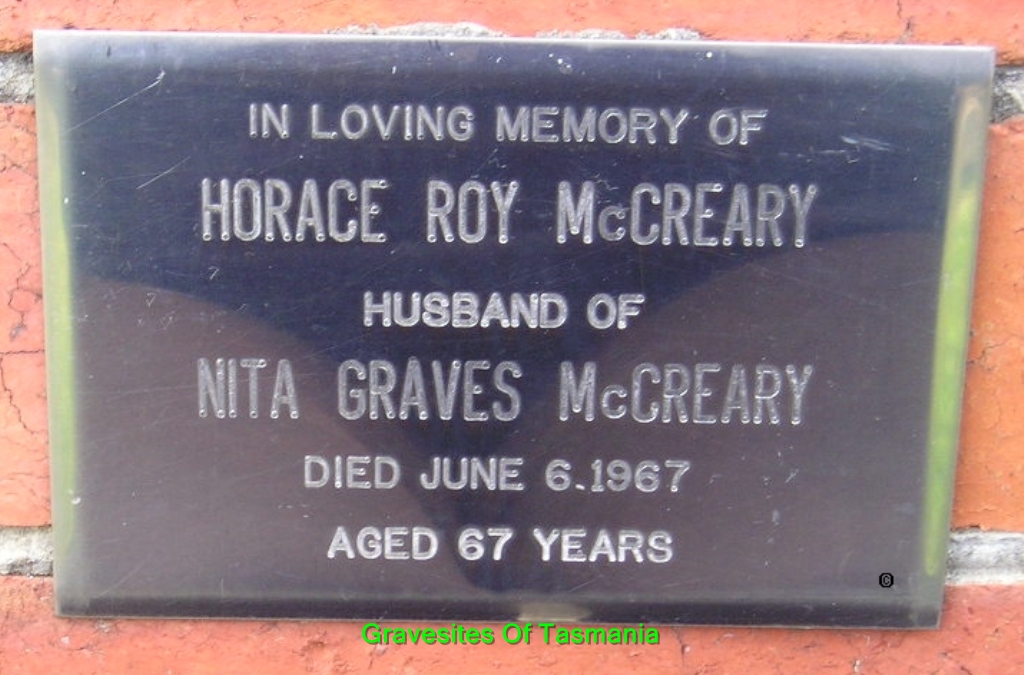 IN LOVING MEMORY OF
HORACE ROY McCREARY
HUSBAND OF
NITA GRAVES McCREARY
DIED JUNE 6.1967
AGED 67 YEARS
©
Gravesites Of Tasmania